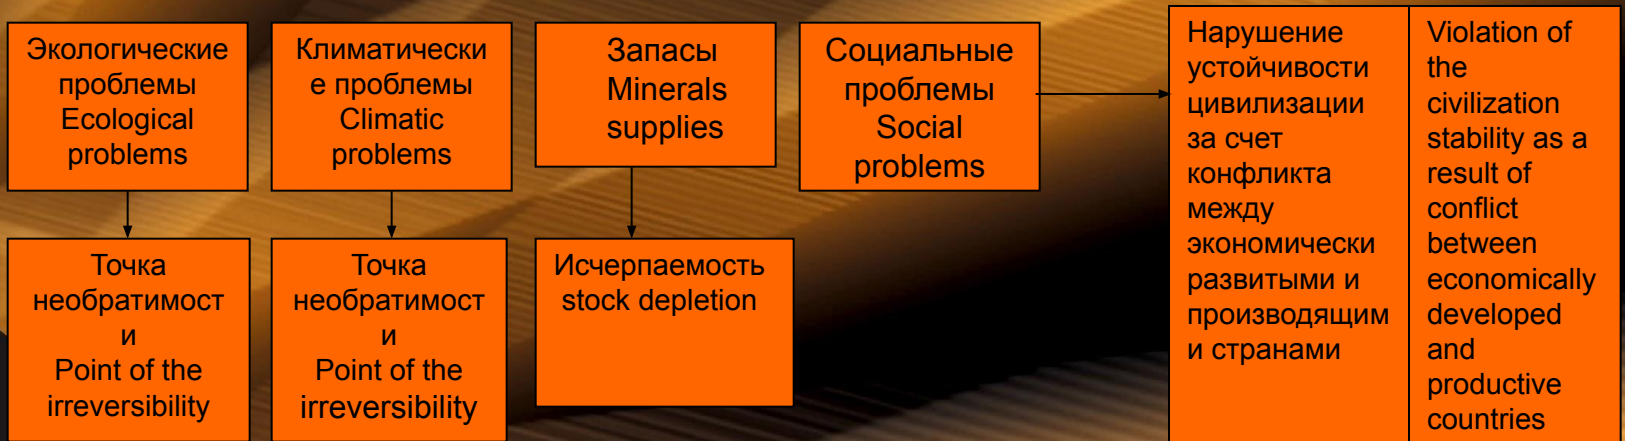 Экологические
проблемы
Ecological
problems
Климатически
е проблемы
Climatic
problems
Запасы
Minerals
supplies
Социальные
проблемы
Social
problems
Точка
необратимост
и
Point of the
irreversibility
Точка
необратимост
и
Point of the
irreversibility
Исчерпаемость
stock depletion
Нарушение
устойчивости
цивилизации
за счет
конфликта
между
экономически
развитыми и
производящим
и странами
Violation of
the
civilization
stability as a
result of
conflict
between
economically
developed
and
productive
countries